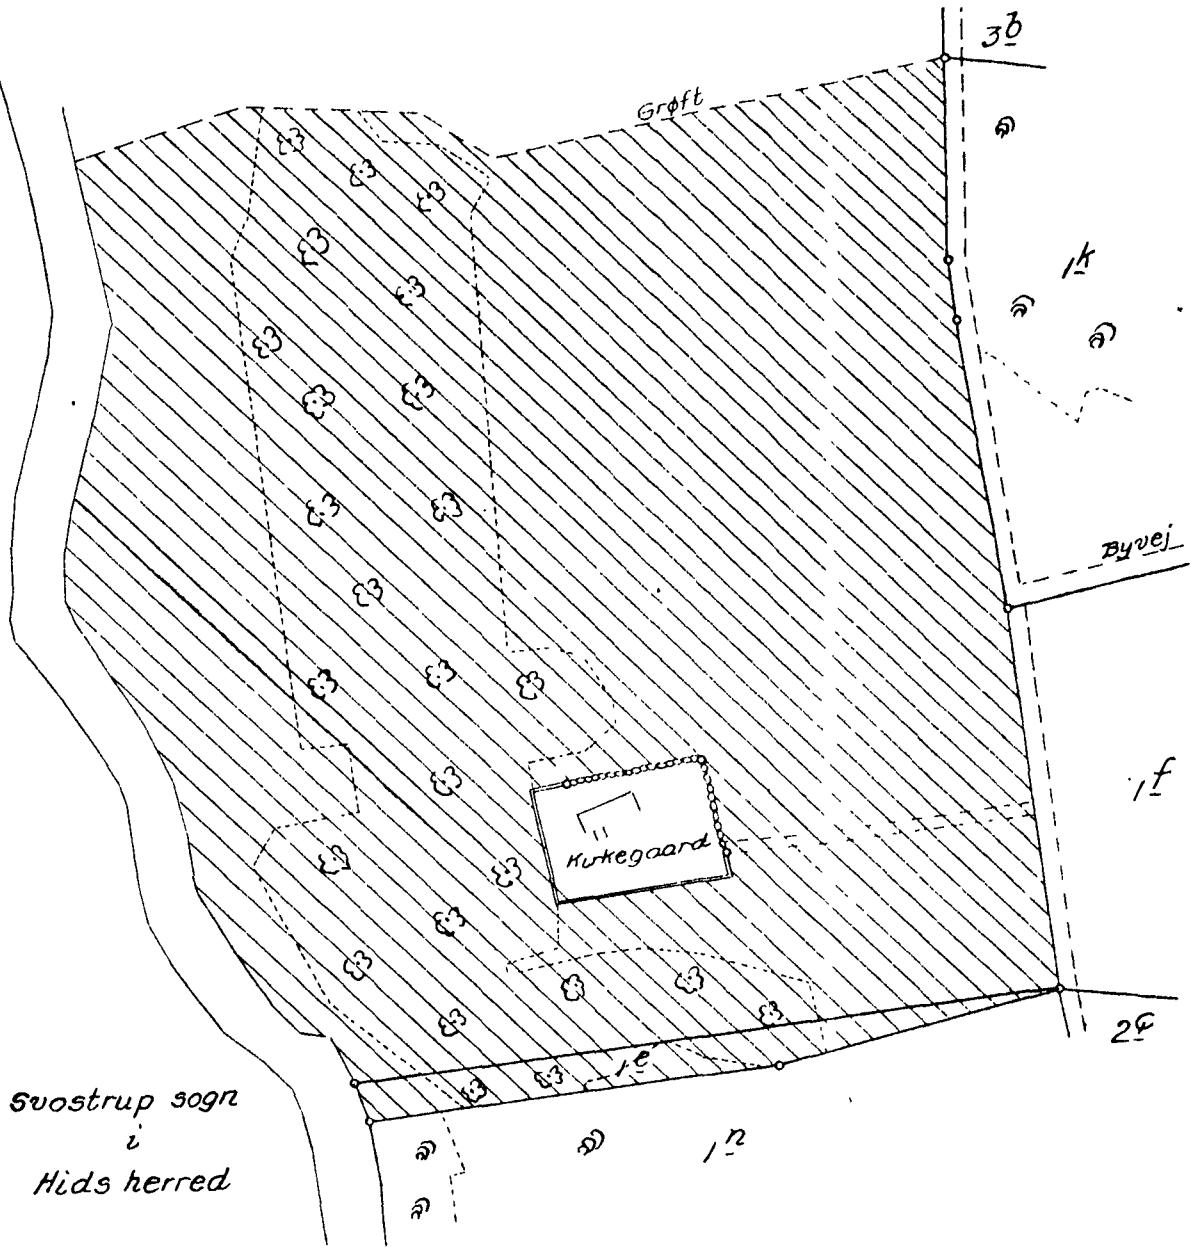 3b
Grøft
1k
Byvej
1f
Kirkegaard
2c
1e
Svostrup sogn
i
Hids herred
1n